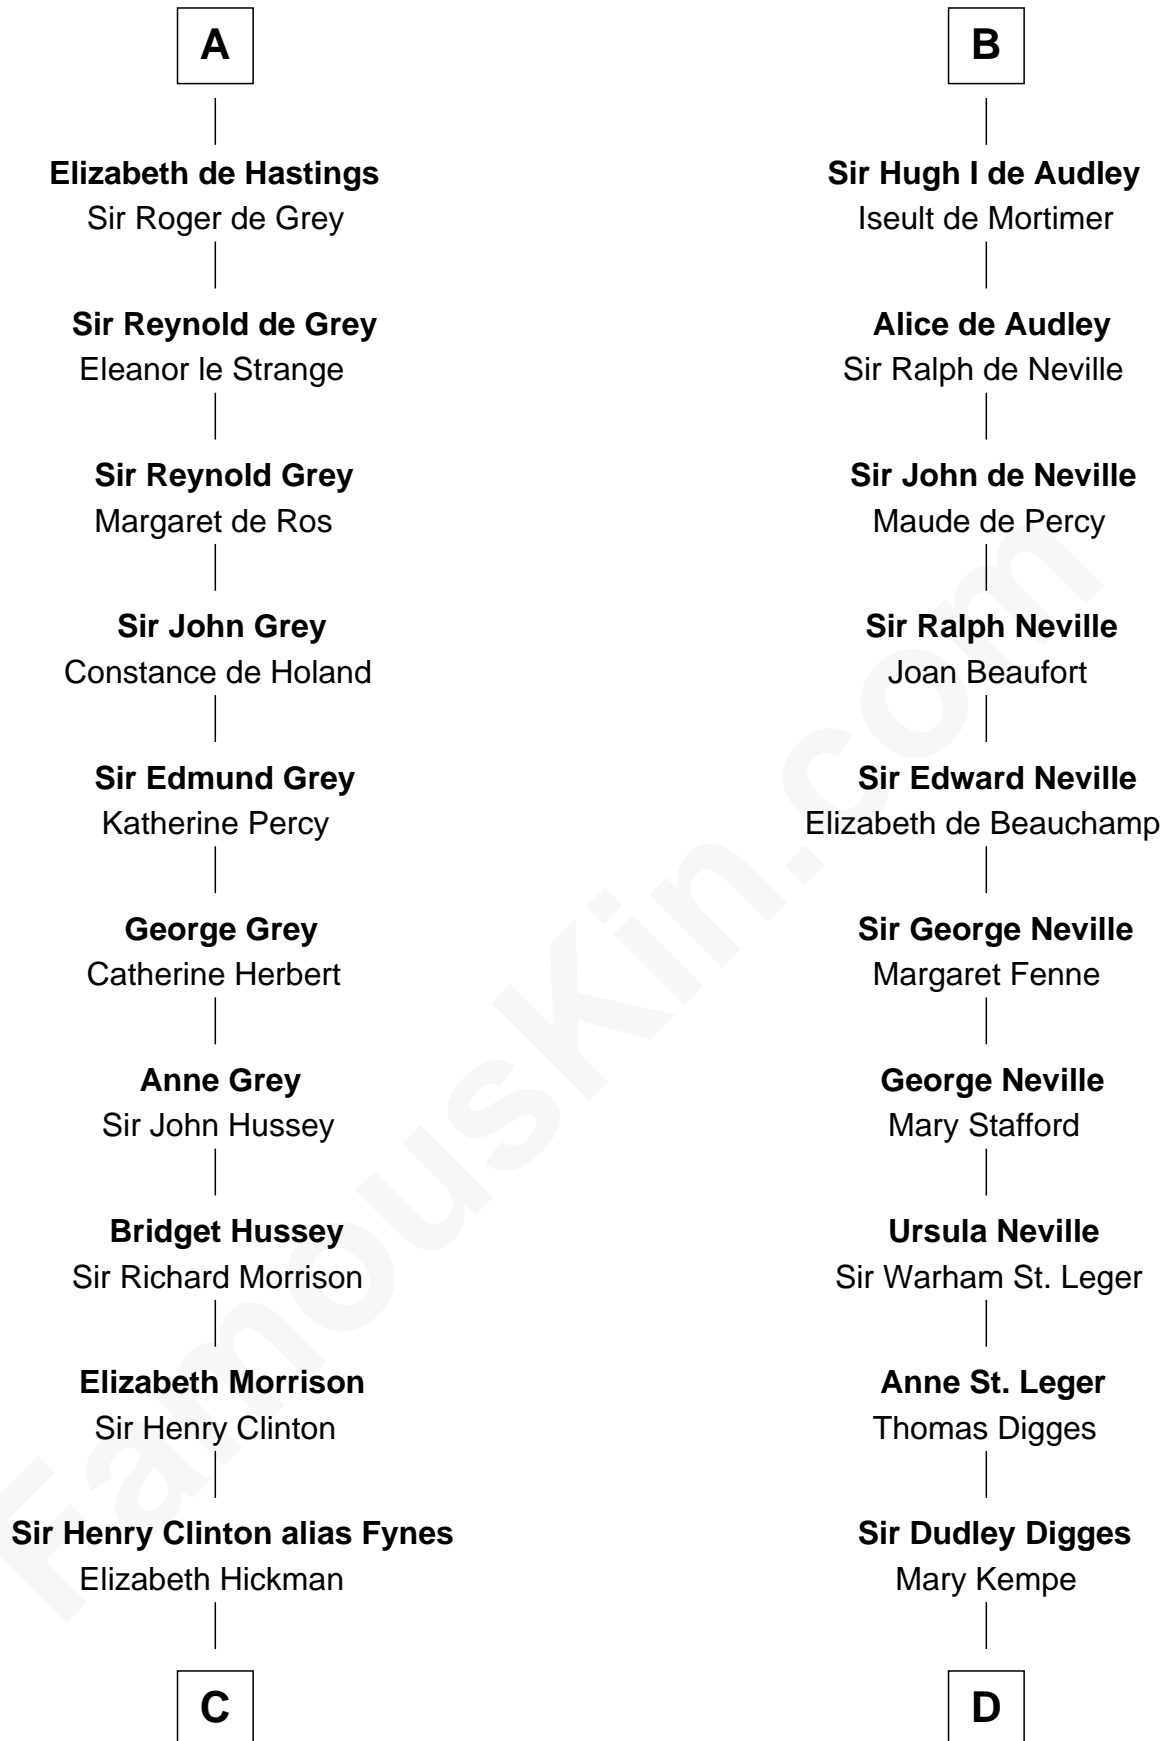 A
Elizabeth de Hastings
Sir Roger de Grey
Sir Reynold de Grey
Eleanor le Strange
Sir Reynold Grey
Margaret de Ros
Sir John Grey
Constance de Holand
Sir Edmund Grey
Katherine Percy
George Grey
Catherine Herbert
Anne Grey
Sir John Hussey
Bridget Hussey
Sir Richard Morrison
Elizabeth Morrison
Sir Henry Clinton
Sir Henry Clinton alias Fynes
Elizabeth Hickman
C
B
Sir Hugh I de Audley
Iseult de Mortimer
Alice de Audley
Sir Ralph de Neville
Sir John de Neville
Maude de Percy
Sir Ralph Neville
Joan Beaufort
Sir Edward Neville
Elizabeth de Beauchamp
Sir George Neville
Margaret Fenne
George Neville
Mary Stafford
Ursula Neville
Sir Warham St. Leger
Anne St. Leger
Thomas Digges
Sir Dudley Digges
Mary Kempe
D
FamousKin.com